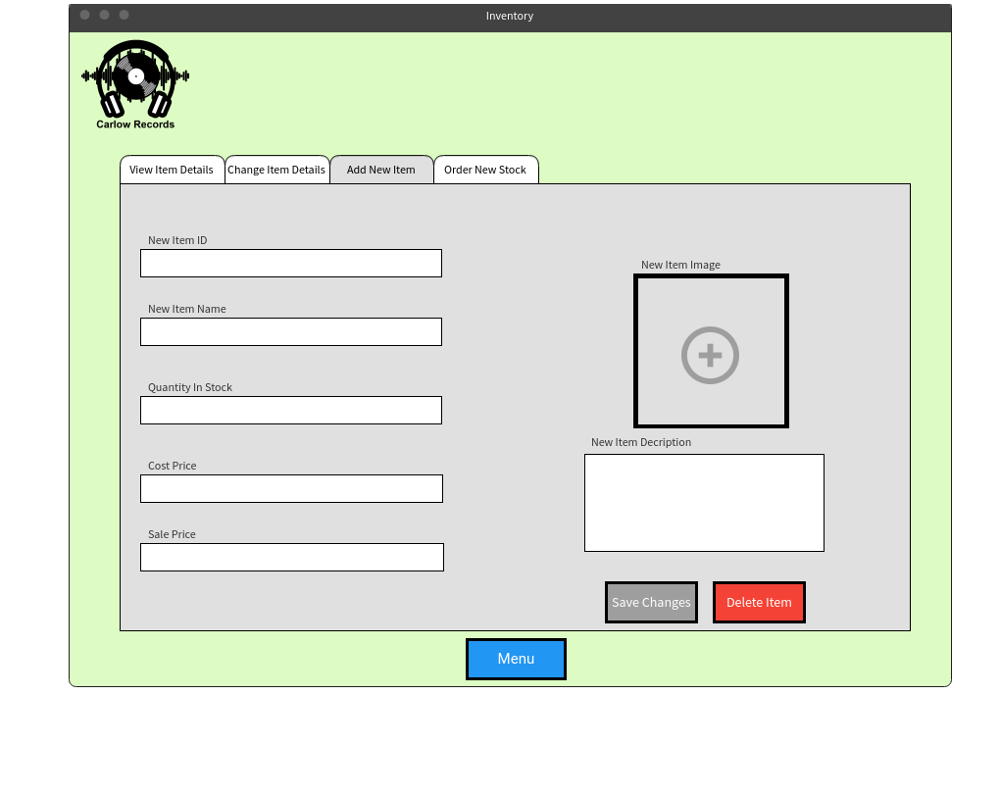 Inventory
Carlow Records
View Item Details
Change Item Details
Add New Item
Order New Stock
New Item ID
New Item Image
New Item Name
Quantity In Stock
New Item Decription
Cost Price
Sale Price
Save Changes
Delete Item
Menu